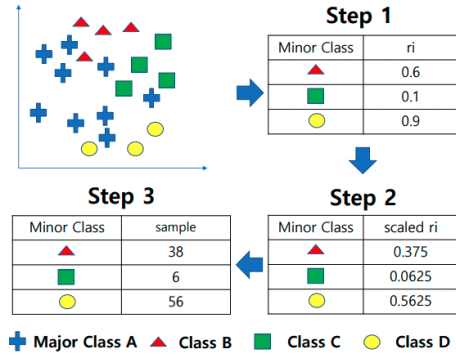 Step 1
Minor Class ri
0.6
0.1
0.9
Step 2
Minor Class scaled ri
0.375
0.0625
0.5625
Step 3
Minor Class sample
38
6
56
Major Class A Class B Class C Class D